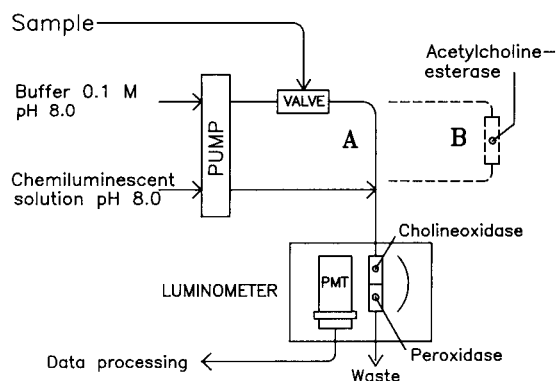 Sample
Acetylcholine—
esterase
Buffer 0.1 M
pH 8.0
VALVE
A
B
PUMP
Chemiluminescent
solution pH 8.0
Cholineoxidase
LUMINOMETER
PMT
Peroxidase
Data processing
Waste